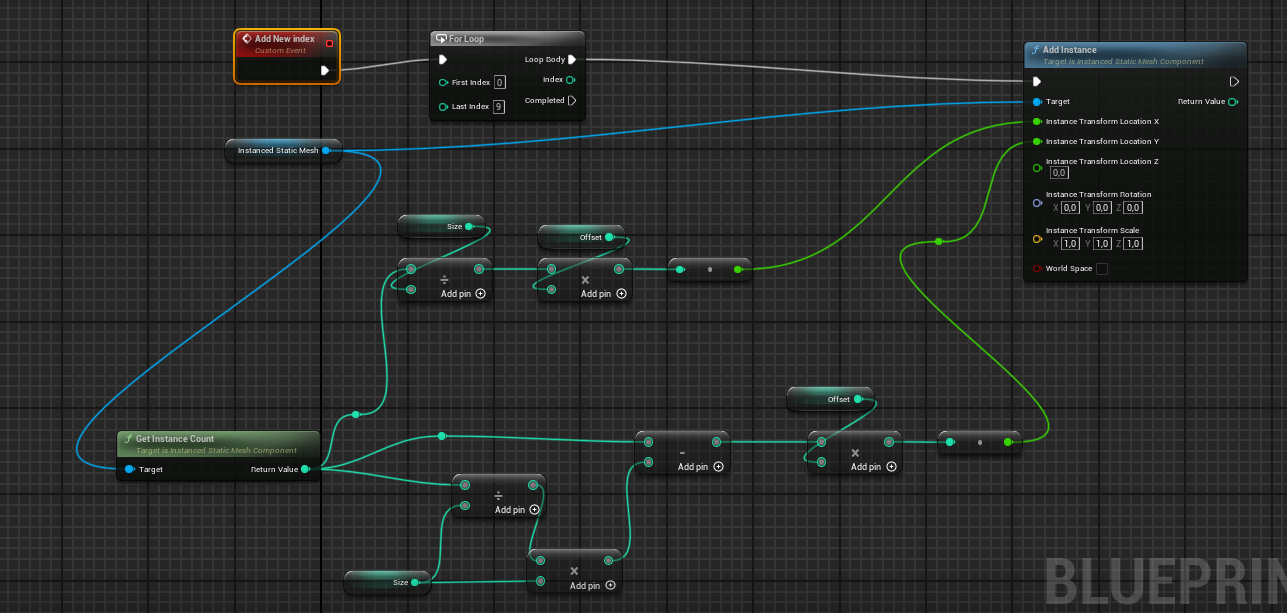 Add New index
Custom Event
For Loop
Loop Body
First Index 0
Index
Last Index 9
Completed
f Add Instance
Target is Instanced Static Mesh Component
Target
Return Value
Instance Transform Location X
Instance Transform Location Y
Instance Transform Location Z
0,0
Instance Transform Rotation
X 0,0 Y 0,0 Z 0,0
Instance Transform Scale
X 1,0 Y 1,0 Z 1,0
World Space
Instanced Static Mesh
Size
Offset
÷
Add pin
×
Add pin
Offset
f Get Instance Count
Target is Instanced Static Mesh Component
Target
Return Value
-
Add pin
×
Add pin
÷
Add pin
Size
×
Add pin
BLUEPRIN